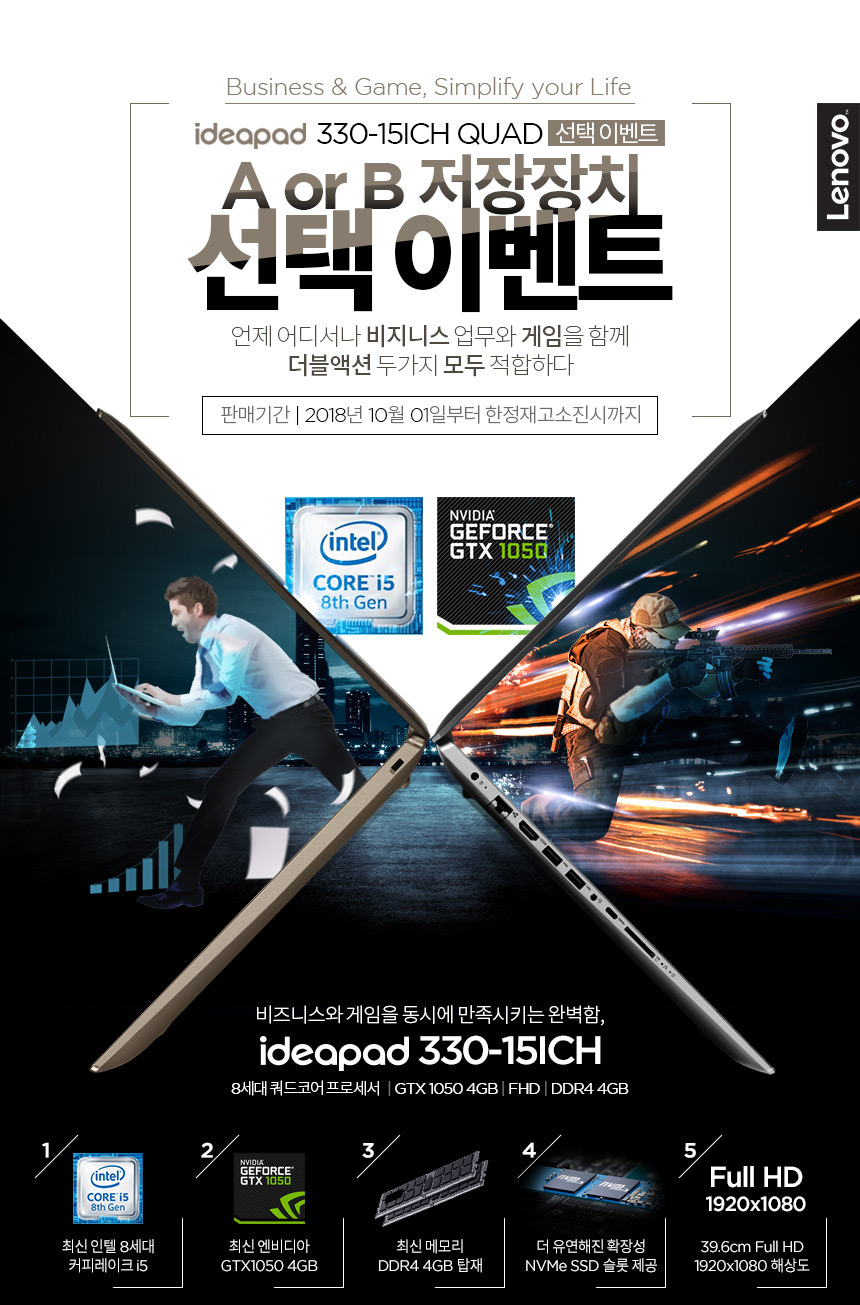 Business & Game, Simplify your Life
ideapad 330-15ICH QUAD 선택 이벤트
A or B 저장장치
선택 이벤트
Lenovo
언제 어디서나 비지니스 업무와 게임을 함께
더블액션 두가지 모두 적합하다
판매기간 | 2018년 10월 01일부터 한정재고소진시까지
intel
CORE i5
8th Gen
NVIDIA
GEFORCE
GTX 1050
비즈니스와 게임을 동시에 만족시키는 완벽함,
ideapad 330-15ICH
8세대 쿼드코어 프로세서 | GTX 1050 4GB | FHD | DDR4 4GB
1
intel
CORE i5
8th Gen
최신 인텔 8세대
커피레이크 i5
2
NVIDIA
GEFORCE
GTX 1050
최신 엔비디아
GTX1050 4GB
3
최신 메모리
DDR4 4GB 탑재
4
더 유연해진 확장성
NVMe SSD 슬롯 제공
5
Full HD
1920x1080
39.6cm Full HD
1920x1080 해상도